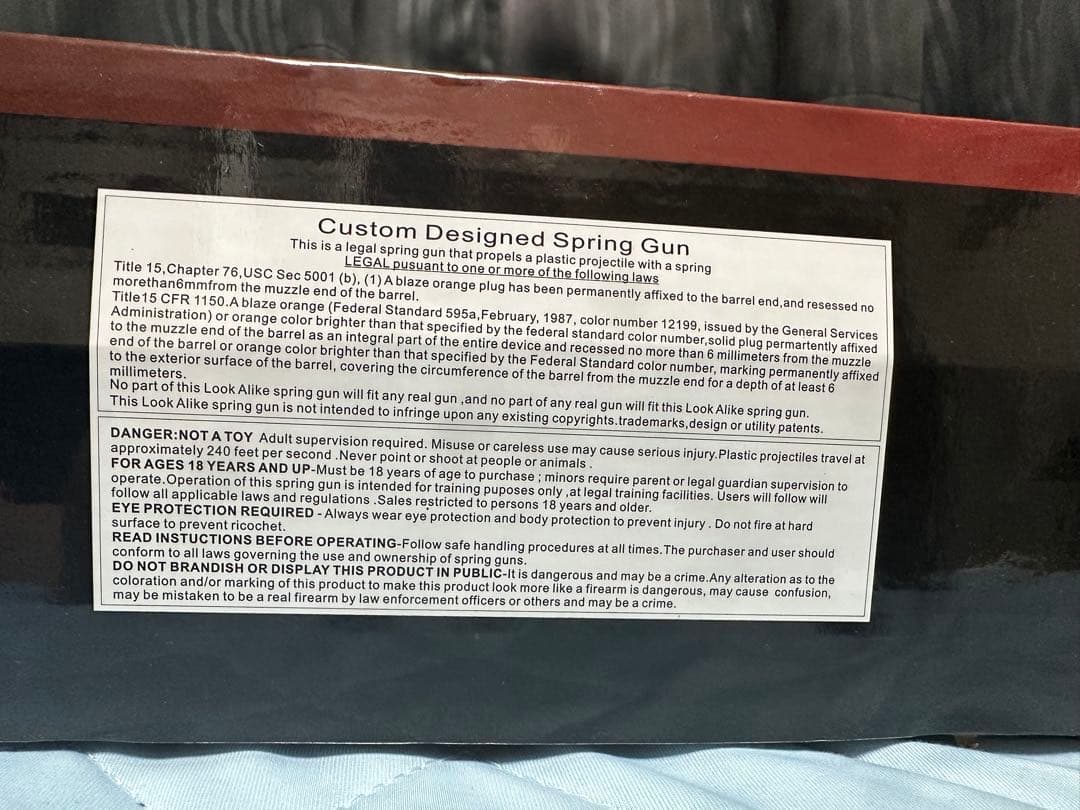 Custom Designed Spring Gun
This is a legal spring gun that propels a plastic projectile with a spring
LEGAL pusuant to one or more of the following laws
Title 15,Chapter 76,USC Sec 5001 (b), (1) A blaze orange plug has been permanently affixed to the barrel end,and resessed no
morethan6mmfrom the muzzle end of the barrel.
Title15 CFR 1150.A blaze orange (Federal Standard 595a,February, 1987, color number 12199, issued by the General Services
Administration) or orange color brighter than that specified by the federal standard color number,solid plug permartently affixed
to the muzzle end of the barrel as an integral part of the entire device and recessed no more than 6 millimeters from the muzzle
end of the barrel or orange color brighter than that specified by the Federal Standard color number, marking permanently affixed
to the exterior surface of the barrel, covering the circumference of the barrel from the muzzle end for a depth of at least 6
millimeters.
No part of this Look Alike spring gun will fit any real gun ,and no part of any real gun will fit this Look Alike spring gun.
This Look Alike spring gun is not intended to infringe upon any existing copyrights.trademarks,design or utility patents.
DANGER:NOT A TOY Adult supervision required. Misuse or careless use may cause serious injury.Plastic projectiles travel at
approximately 240 feet per second .Never point or shoot at people or animals .
FOR AGES 18 YEARS AND UP-Must be 18 years of age to purchase ; minors require parent or legal guardian supervision to
operate.Operation of this spring gun is intended for training puposes only ,at legal training facilities. Users will follow will
follow all applicable laws and regulations .Sales restricted to persons 18 years and older.
EYE PROTECTION REQUIRED - Always wear eye protection and body protection to prevent injury . Do not fire at hard
surface to prevent ricochet.
READ INSTUCTIONS BEFORE OPERATING-Follow safe handling procedures at all times.The purchaser and user should
conform to all laws governing the use and ownership of spring guns.
DO NOT BRANDISH OR DISPLAY THIS PRODUCT IN PUBLIC-It is dangerous and may be a crime.Any alteration as to the
coloration and/or marking of this product to make this product look more like a firearm is dangerous, may cause confusion,
may be mistaken to be a real firearm by law enforcement officers or others and may be a crime.